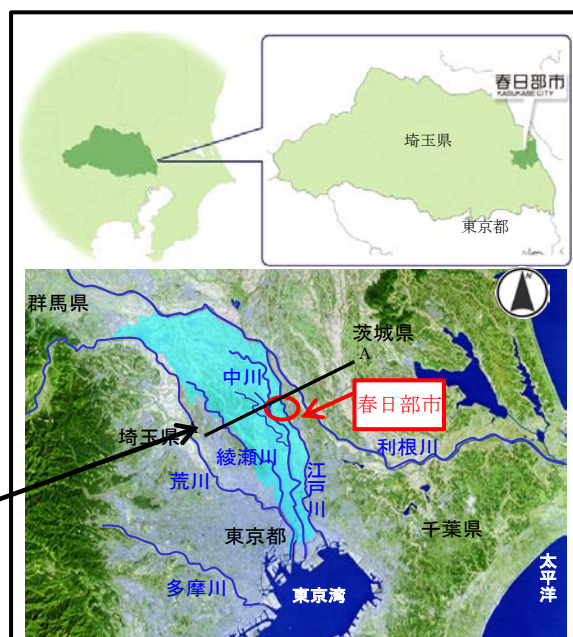 春日部市
KASUKABE CITY
埼玉県
東京都
N
群馬県
茨城県
A
中川
春日部市
埼玉県
綾瀬川
利根川
荒川
江戸川
東京都
千葉県
多摩川
東京湾
太平洋